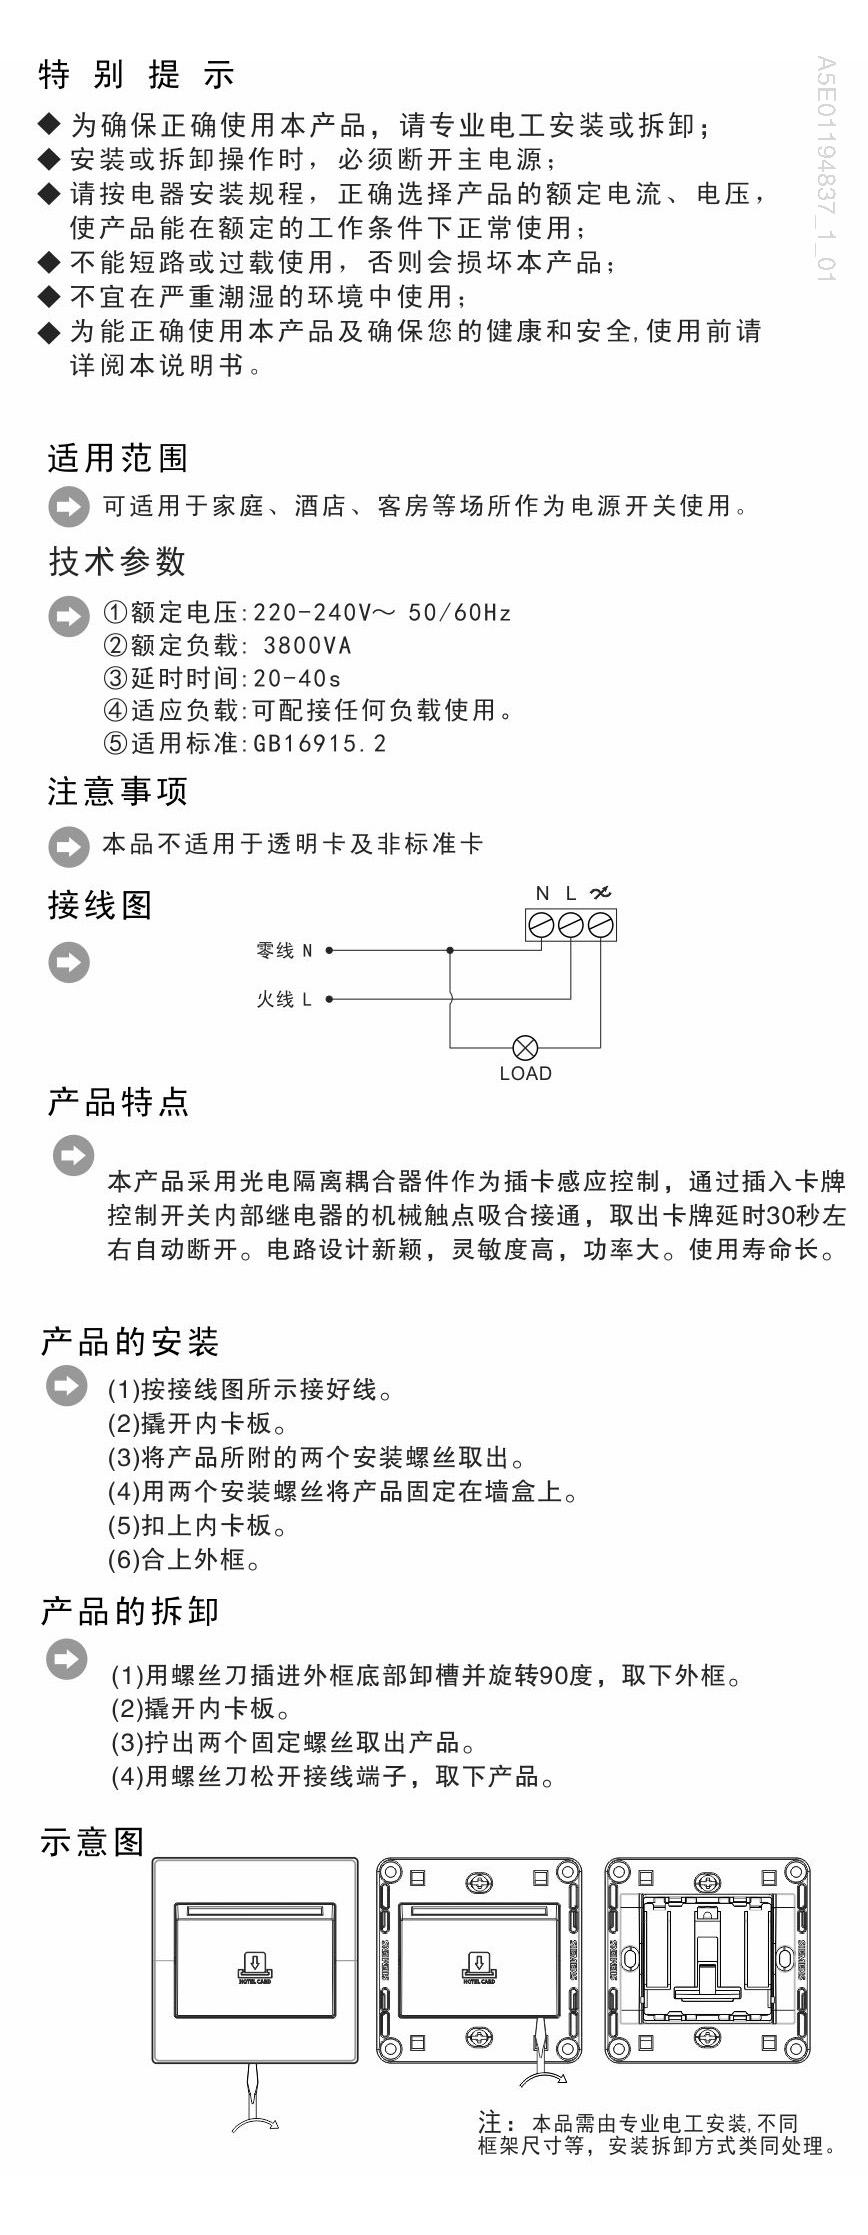 特别提示
A5E01194837_1_01
◆ 为确保正确使用本产品，请专业电工安装或拆卸；
◆ 安装或拆卸操作时，必须断开主电源；
◆ 请按电器安装规程，正确选择产品的额定电流、电压，
使产品能在额定的工作条件下正常使用；
◆ 不能短路或过载使用，否则会损坏本产品；
◆ 不宜在严重潮湿的环境中使用；
◆ 为能正确使用本产品及确保您的健康和安全,使用前请
详阅本说明书。
适用范围
可适用于家庭、酒店、客房等场所作为电源开关使用。
技术参数
①额定电压:220-240V～ 50/60Hz
②额定负载: 3800VA
③延时时间:20-40s
④适应负载:可配接任何负载使用。
⑤适用标准:GB16915.2
注意事项
本品不适用于透明卡及非标准卡
接线图
N L
零线 N
火线 L
LOAD
产品特点
本产品采用光电隔离耦合器件作为插卡感应控制，通过插入卡牌
控制开关内部继电器的机械触点吸合接通，取出卡牌延时30秒左
右自动断开。电路设计新颖，灵敏度高，功率大。使用寿命长。
产品的安装
(1)按接线图所示接好线。
(2)撬开内卡板。
(3)将产品所附的两个安装螺丝取出。
(4)用两个安装螺丝将产品固定在墙盒上。
(5)扣上内卡板。
(6)合上外框。
产品的拆卸
(1)用螺丝刀插进外框底部卸槽并旋转90度，取下外框。
(2)撬开内卡板。
(3)拧出两个固定螺丝取出产品。
(4)用螺丝刀松开接线端子，取下产品。
示意图
HOTEL CARD
SIEMENS
HOTEL CARD
SIEMENS
SIEMENS
SIEMENS
注：本品需由专业电工安装,不同
框架尺寸等，安装拆卸方式类同处理。